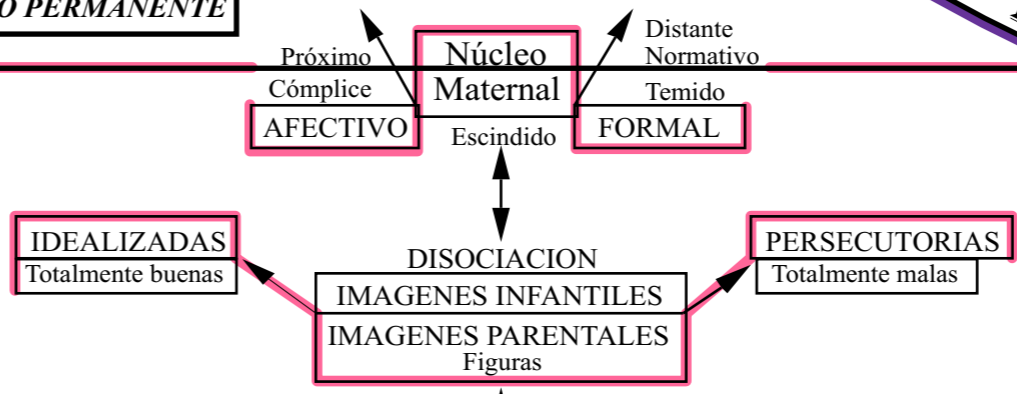 O PERMANENTE
Próximo
Cómplice
AFECTIVO
Núcleo
Maternal
Escindido
Distante
Normativo
Temido
FORMAL
IDEALIZADAS
Totalmente buenas
DISOCIACION
IMAGENES INFANTILES
IMAGENES PARENTALES
Figuras
PERSECUTORIAS
Totalmente malas